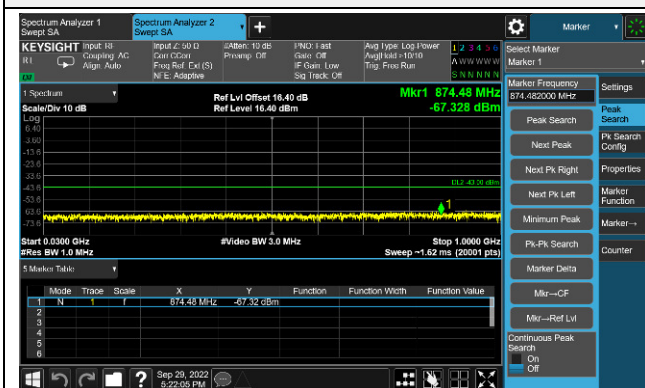 Spectrum Analyzer 1
Swept SA
Spectrum Analyzer 2
Swept SA
+
Marker
KEYSIGHT
Input: RF
Coupling: AC
Align: Auto
Input Z: 50 Ω
Corr CCorr
Freq Ref: Ext (S)
NFE: Adaptive
#Atten: 10 dB
Preamp: Off
PNO: Fast
Gate: Off
IF Gain: Low
Sig Track: Off
Avg Type: Log-Power
Avg|Hold >10/10
Trig: Free Run
1 2 3 4 5 6
A W W W W W
S N N N N N
Select Marker
Marker 1
1 Spectrum
Scale/Div 10 dB
Log
Ref Lvl Offset 16.40 dB
Ref Level 16.40 dBm
Mkr1 874.48 MHz
-67.328 dBm
6.40
-3.60
-13.6
-23.6
-33.6
-43.6
-53.6
-63.6
-73.6
1
Start 0.0300 GHz
#Res BW 1.0 MHz
#Video BW 3.0 MHz
Stop 1.0000 GHz
Sweep ~1.62 ms (20001 pts)
5 Marker Table
Mode Trace Scale X Y Function Function Width Function Value
1 N 1 f 874.48 MHz -67.32 dBm
2
3
4
5
6
Marker Frequency
874.482000 MHz
Peak Search
Next Peak
Next Pk Right
Next Pk Left
Minimum Peak
Pk-Pk Search
Marker Delta
Mkr→CF
Mkr→Ref Lvl
Continuous Peak
Search
On
Off
Settings
Peak
Search
Pk Search
Config
Properties
Marker
Function
Marker→
Counter
?
Sep 29, 2022
5:22:05 PM